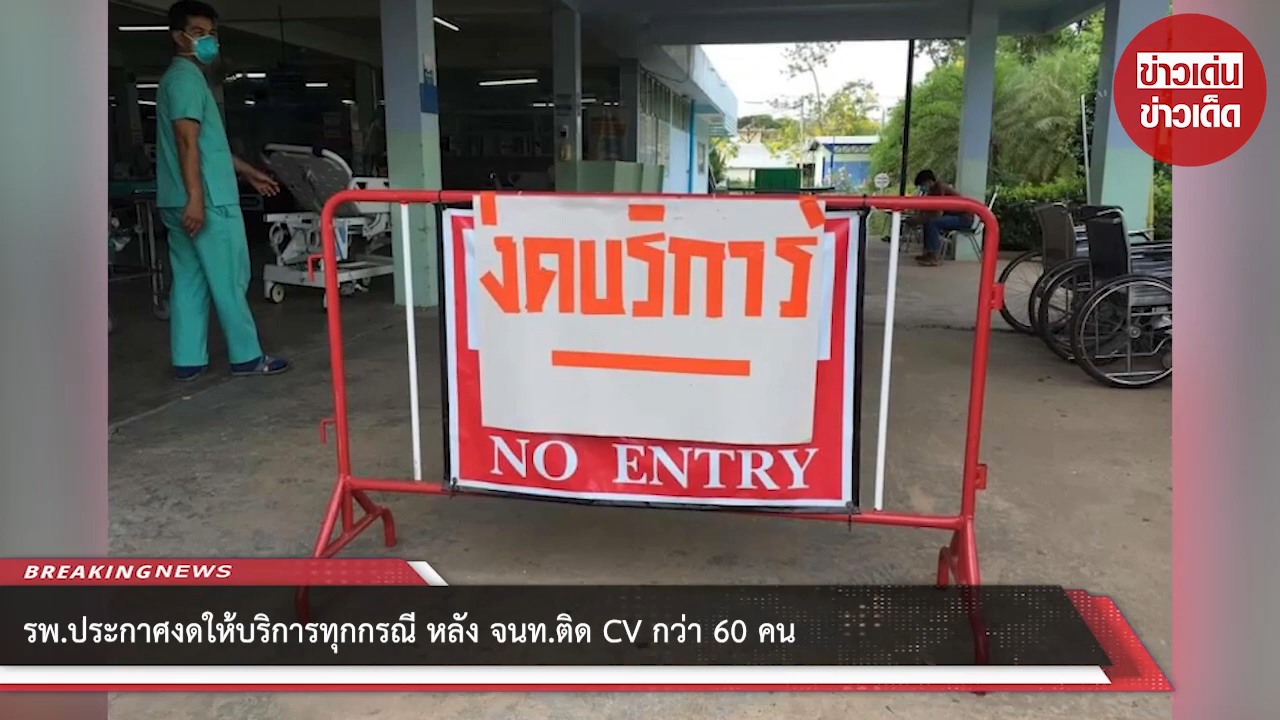 ข่าวเด่น
ข่าวเด็ด
งดบริการ
NO ENTRY
BREAKINGNEWS
รพ.ประกาศงดให้บริการทุกกรณี หลัง จนท.ติด CV กว่า 60 คน